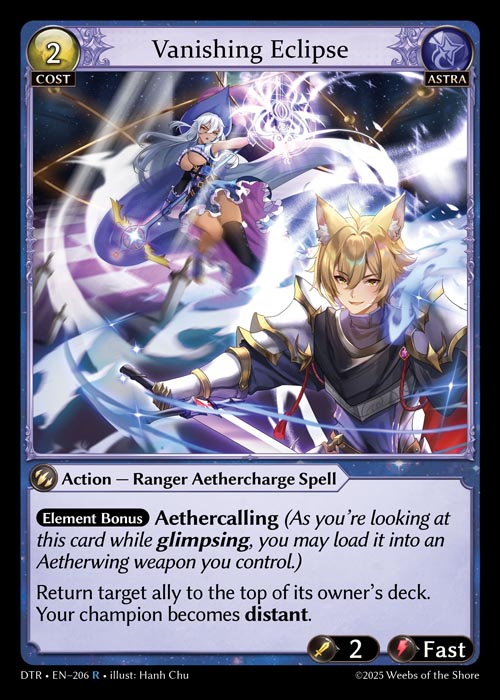 2
Vanishing Eclipse
COST
ASTRA
Action — Ranger Aethercharge Spell
Element Bonus Aethercalling (As you're looking at
this card while glimpsing, you may load it into an
Aetherwing weapon you control.)
Return target ally to the top of its owner's deck.
Your champion becomes distant.
2 Fast
DTR • EN–206 R • illust: Hanh Chu
©2025 Weebs of the Shore